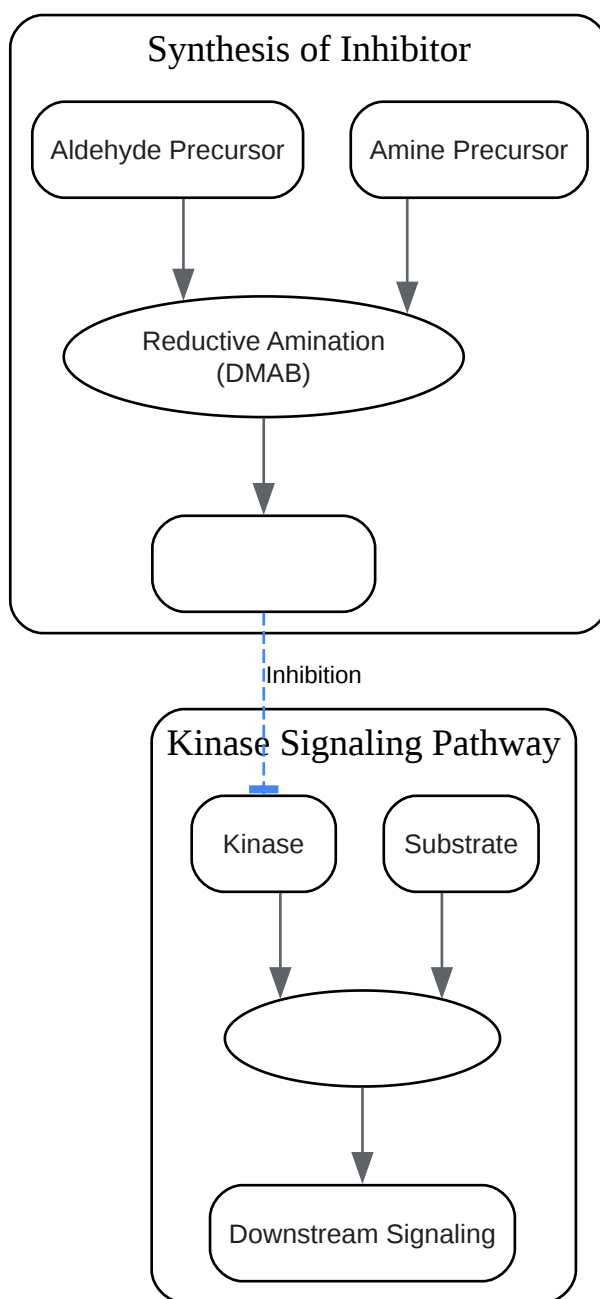 Synthesis of Inhibitor
Aldehyde Precursor
Amine Precursor
Reductive Amination
(DMAB)
Inhibition
Kinase Signaling Pathway
Kinase
Substrate
Downstream Signaling